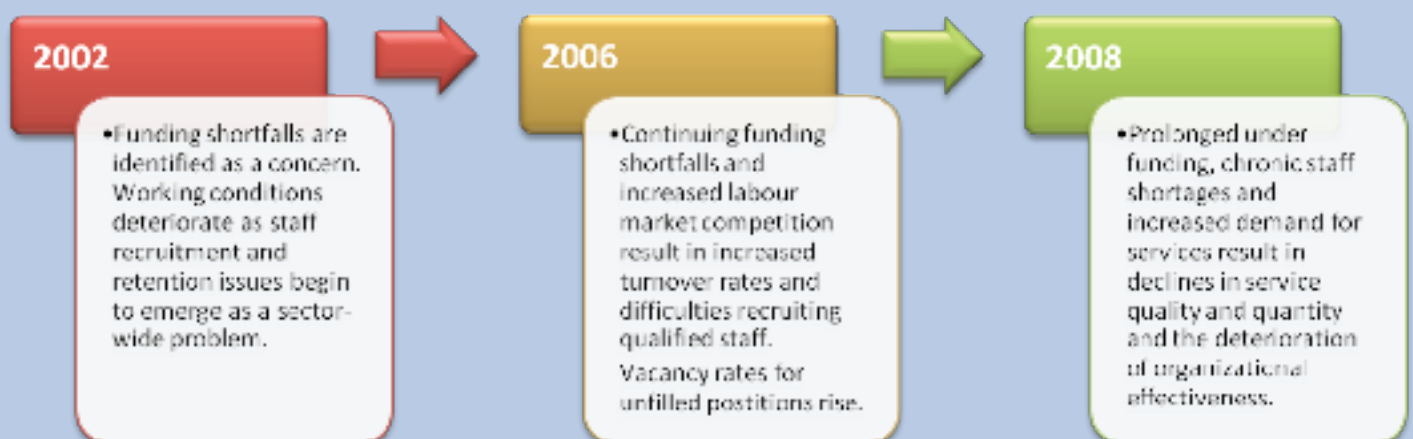 2002
•Funding shortfalls are
identified as a concern.
Working conditions
deteriorate as staff
recruitment and
retention issues begin
to emerge as a sector-
wide problem.
2006
•Continuing funding
shortfalls and
increased labour
market competition
result in increased
turnover rates and
difficulties recruiting
qualified staff.
Vacancy rates for
unfilled postitions rise.
2008
•Prolonged under
funding, chronic staff
shortages and
increased demand for
services result in
declines in service
quality and quantity
and the deterioration
of organizational
effectiveness.